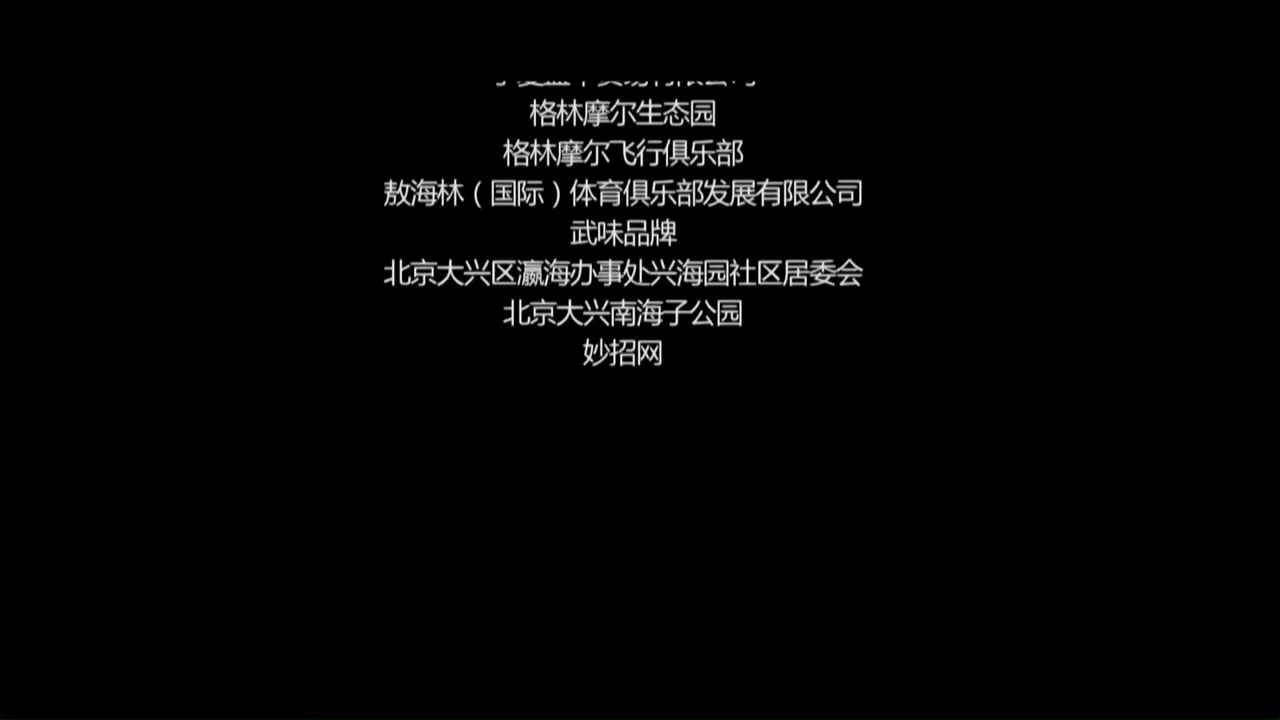 格林摩尔生态园
格林摩尔飞行俱乐部
敖海林（国际）体育俱乐部发展有限公司
武味品牌
北京大兴区瀛海办事处兴海园社区居委会
北京大兴南海子公园
妙招网